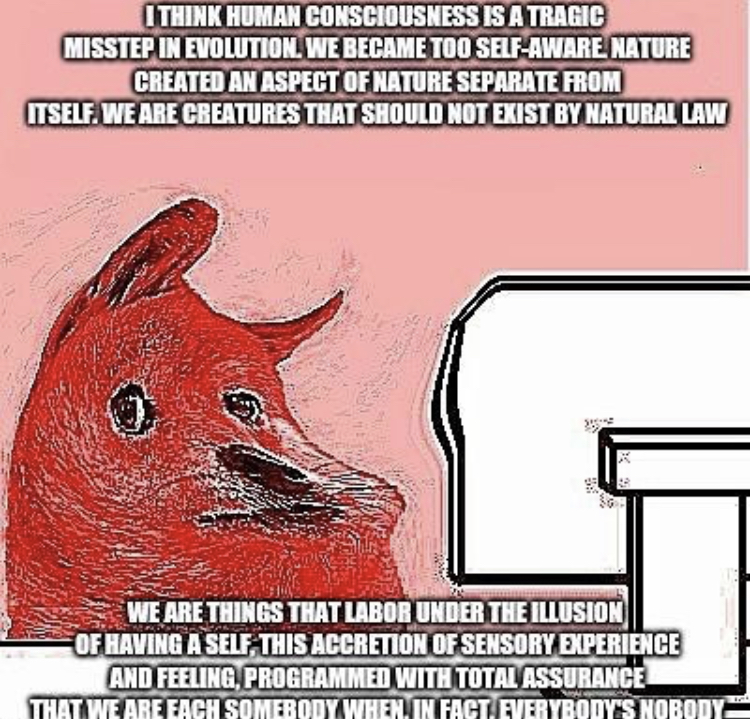 I THINK HUMAN CONSCIOUSNESS IS A TRAGIC
MISSTEP IN EVOLUTION. WE BECAME TOO SELF-AWARE. NATURE
CREATED AN ASPECT OF NATURE SEPARATE FROM
ITSELF. WE ARE CREATURES THAT SHOULD NOT EXIST BY NATURAL LAW
WE ARE THINGS THAT LABOR UNDER THE ILLUSION
OF HAVING A SELF, THIS ACCRETION OF SENSORY EXPERIENCE
AND FEELING, PROGRAMMED WITH TOTAL ASSURANCE
THAT WE ARE EACH SOMEBODY WHEN, IN FACT, EVERYBODY'S NOBODY